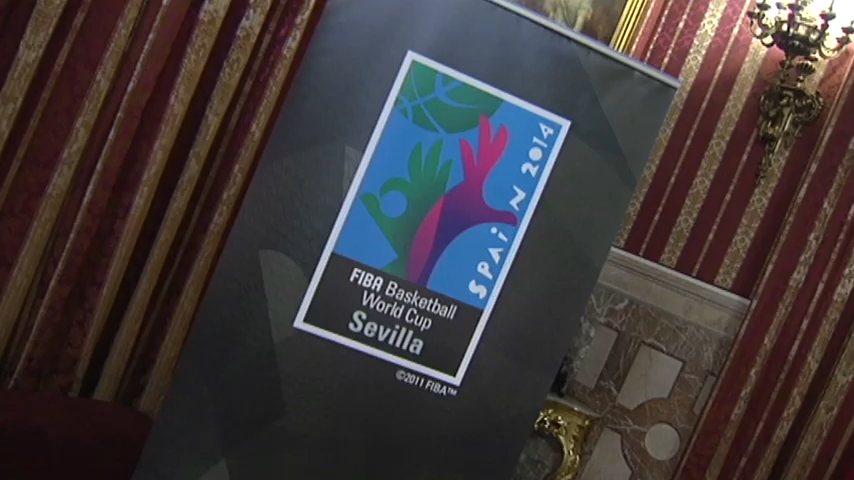 SPAiN 2014
FIBA Basketball
World Cup
Sevilla
©2011 FIBA™